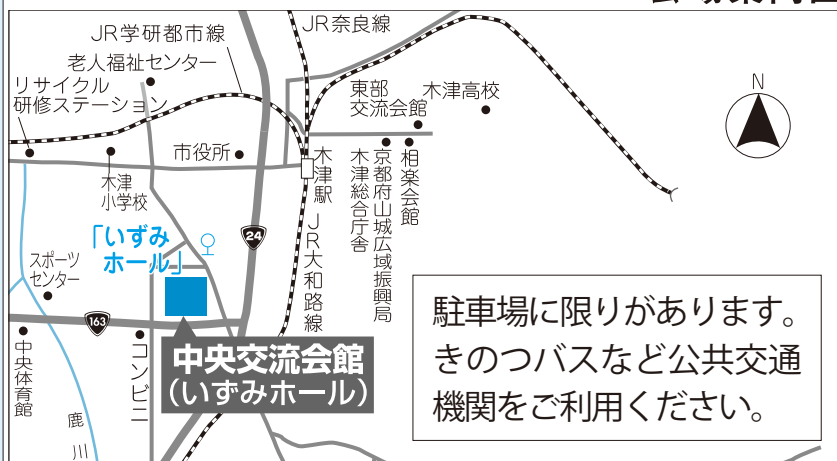 JR学研都市線
JR奈良線
老人福祉センター
リサイクル
研修ステーション
東部
交流会館
木津高校
N
市役所
木津
小学校
木津駅
JR大和路線
木津総合庁舎
京都府山城広域振興局
相楽会館
「いずみ
ホール」
24
スポーツ
センター
163
中央体育館
コンビニ
鹿川
中央交流会館
(いずみホール)
駐車場に限りがあります。
きのつバスなど公共交通
機関をご利用ください。